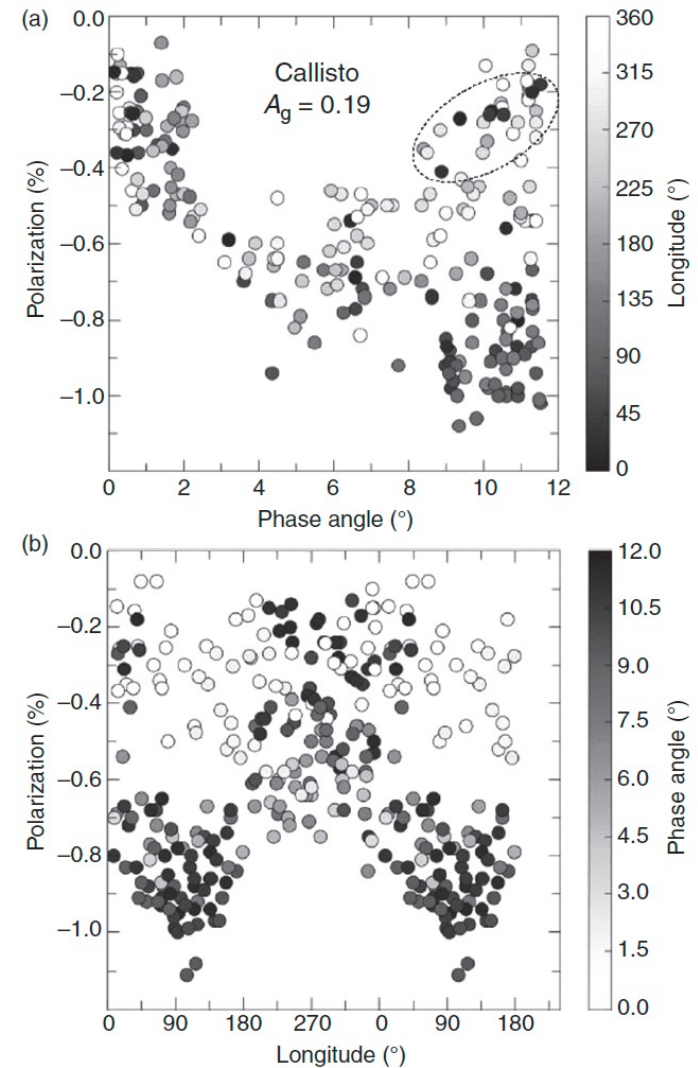 (a)
0.0
−0.2
−0.4
−0.6
−0.8
−1.0
Polarization (%)
Callisto
Ag = 0.19
0 2 4 6 8 10 12
Phase angle (°)
360
315
270
225
180
135
90
45
0
Longitude (°)
(b)
0.0
−0.2
−0.4
−0.6
−0.8
−1.0
Polarization (%)
0 90 180 270 0 90 180
Longitude (°)
12.0
10.5
9.0
7.5
6.0
4.5
3.0
1.5
0.0
Phase angle (°)